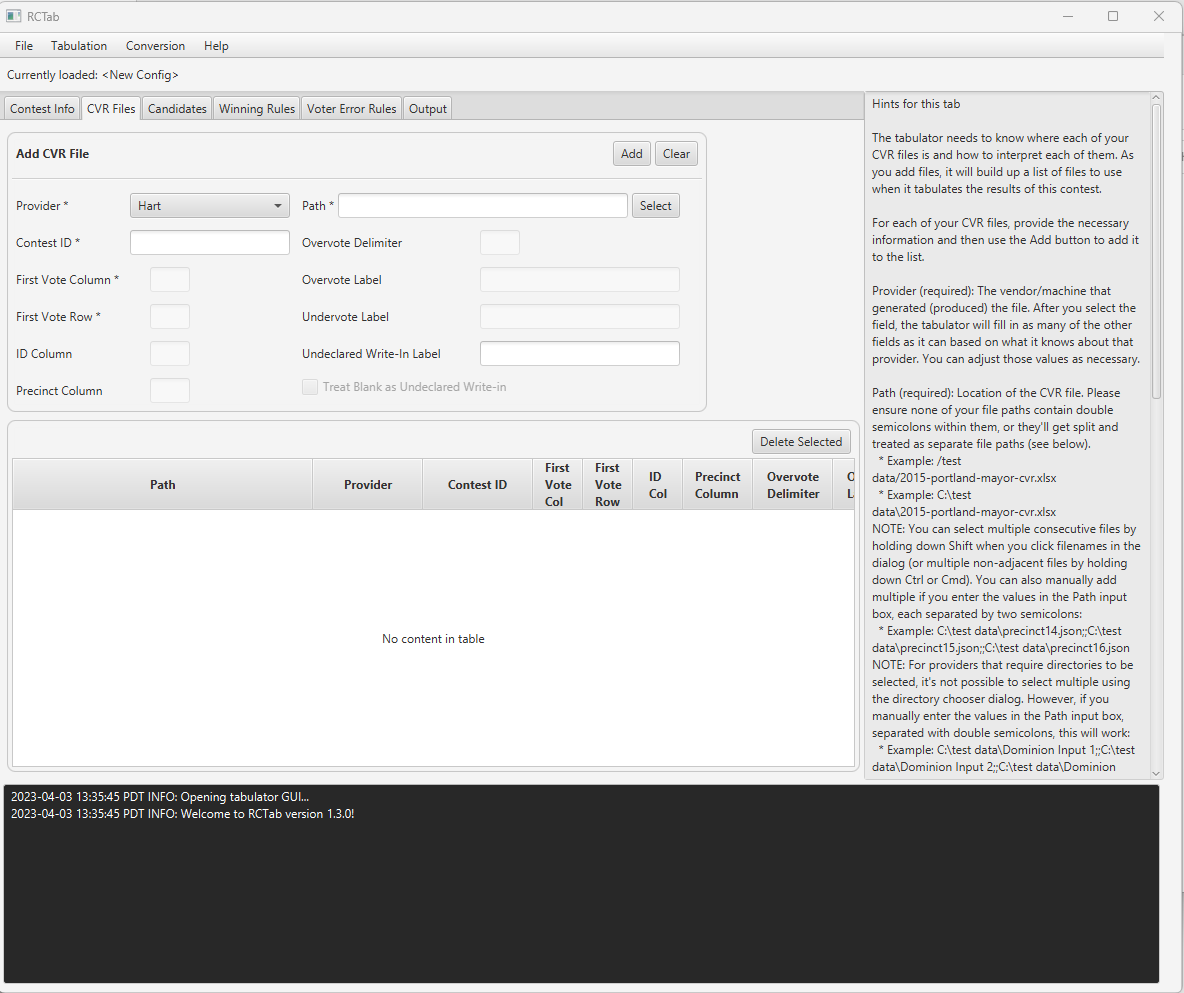 RCTab
File Tabulation Conversion Help
Currently loaded: <New Config>
Contest Info CVR Files Candidates Winning Rules Voter Error Rules Output
Add CVR File Add Clear
Provider * Hart Path * Select
Contest ID * Overvote Delimiter
First Vote Column * Overvote Label
First Vote Row * Undervote Label
ID Column Undeclared Write-In Label
Precinct Column Treat Blank as Undeclared Write-in
Delete Selected
Path Provider Contest ID First Vote Col First Vote Row ID Col Precinct Column Overvote Delimiter
No content in table
Hints for this tab
The tabulator needs to know where each of your
CVR files is and how to interpret each of them. As
you add files, it will build up a list of files to use
when it tabulates the results of this contest.
For each of your CVR files, provide the necessary
information and then use the Add button to add it
to the list.
Provider (required): The vendor/machine that
generated (produced) the file. After you select the
field, the tabulator will fill in as many of the other
fields as it can based on what it knows about that
provider. You can adjust those values as necessary.
Path (required): Location of the CVR file. Please
ensure none of your file paths contain double
semicolons within them, or they'll get split and
treated as separate file paths (see below).
* Example: /test
data/2015-portland-mayor-cvr.xlsx
* Example: C:\test
data\2015-portland-mayor-cvr.xlsx
NOTE: You can select multiple consecutive files by
holding down Shift when you click filenames in the
dialog (or multiple non-adjacent files by holding
down Ctrl or Cmd). You can also manually add
multiple if you enter the values in the Path input
box, each separated by two semicolons:
* Example: C:\test data\precinct14.json;;C:\test
data\precinct15.json;;C:\test data\precinct16.json
NOTE: For providers that require directories to be
selected, it's not possible to select multiple using
the directory chooser dialog. However, if you
manually enter the values in the Path input box,
separated with double semicolons, this will work:
* Example: C:\test data\Dominion Input 1;;C:\test
data\Dominion Input 2;;C:\test data\Dominion
2023-04-03 13:35:45 PDT INFO: Opening tabulator GUI...
2023-04-03 13:35:45 PDT INFO: Welcome to RCTab version 1.3.0!